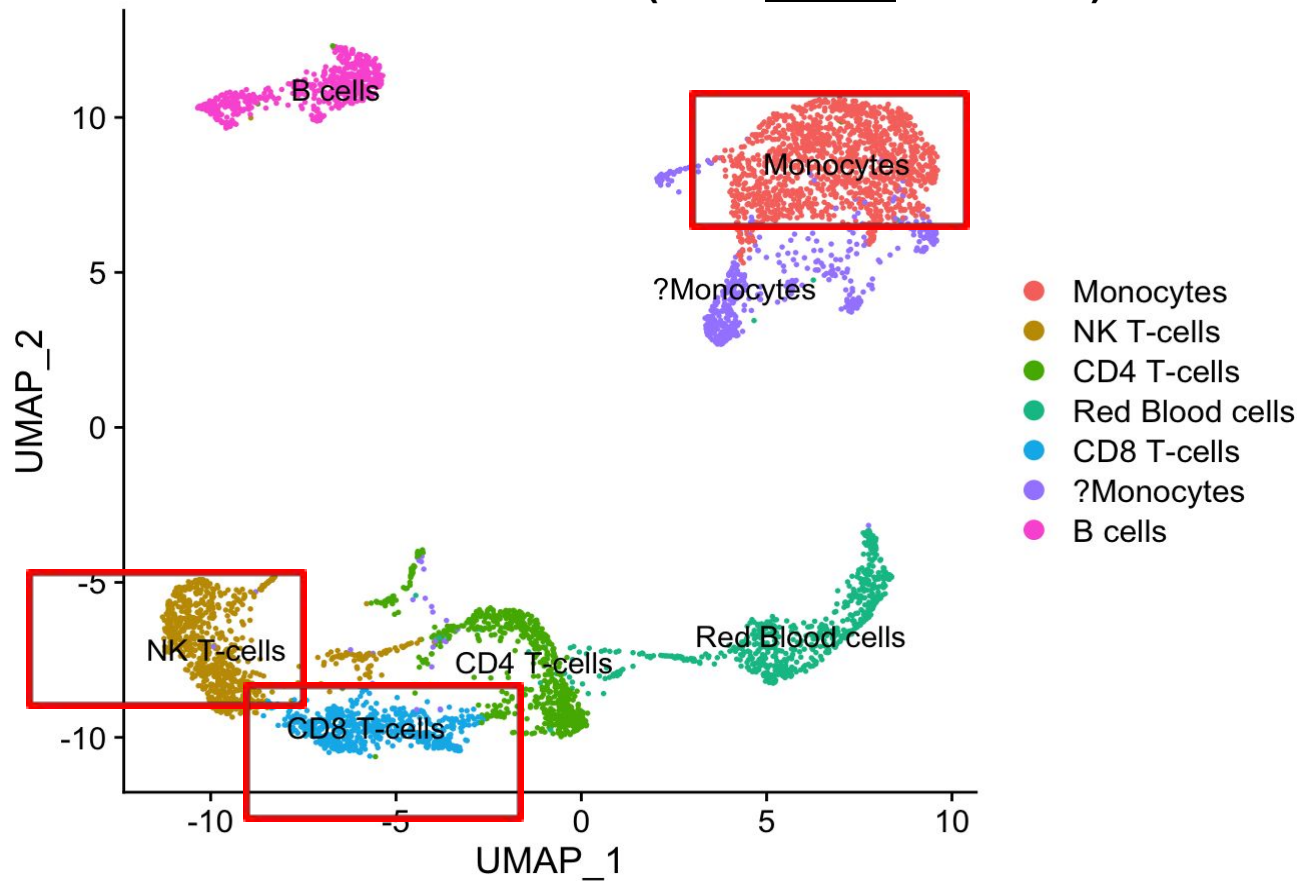 B cells
10
Monocytes
5
?Monocytes
UMAP_2
0
-5
NK T-cells
CD4 T-cells
Red Blood cells
CD8 T-cells
-10
-10
-5
0
5
10
UMAP_1
Monocytes
NK T-cells
CD4 T-cells
Red Blood cells
CD8 T-cells
?Monocytes
B cells